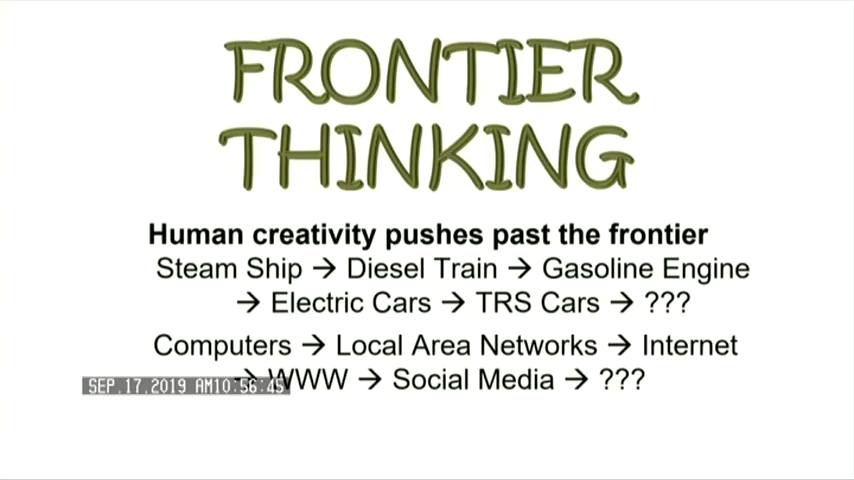 FRONTIER
THINKING
Human creativity pushes past the frontier
Steam Ship → Diesel Train → Gasoline Engine
→ Electric Cars → TRS Cars → ???
Computers → Local Area Networks → Internet
→ WWW → Social Media → ???
SEP.17.2019 AM10:56:45